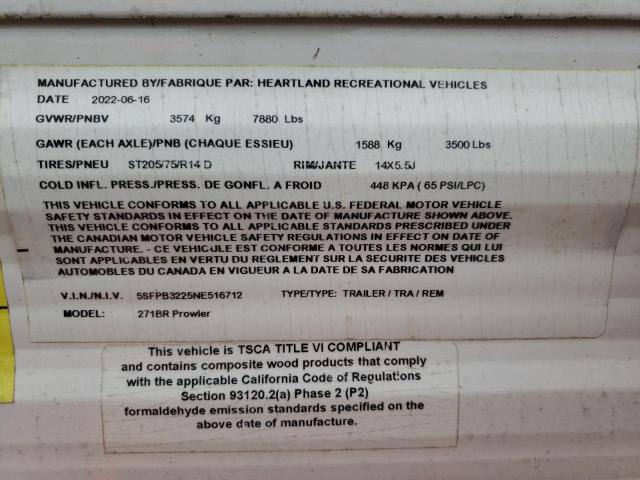 MANUFACTURED BY/FABRIQUE PAR: HEARTLAND RECREATIONAL VEHICLES
DATE 2022-06-16
GVWR/PNBV 3574 Kg 7880 Lbs
GAWR (EACH AXLE)/PNB (CHAQUE ESSIEU) 1588 Kg 3500 Lbs
TIRES/PNEU ST205/75/R14 D RIM/JANTE 14X5.5J
COLD INFL. PRESS./PRESS. DE GONFL. A FROID 448 KPA ( 65 PSI/LPC)
THIS VEHICLE CONFORMS TO ALL APPLICABLE U.S. FEDERAL MOTOR VEHICLE
SAFETY STANDARDS IN EFFECT ON THE DATE OF MANUFACTURE SHOWN ABOVE.
THIS VEHICLE CONFORMS TO ALL APPLICABLE STANDARDS PRESCRIBED UNDER
THE CANADIAN MOTOR VEHICLE SAFETY REGULATIONS IN EFFECT ON DATE OF
MANUFACTURE. - CE VEHICULE EST CONFORME A TOUTES LES NORMES QUI LUI
SONT APPLICABLES EN VERTU DU REGLEMENT SUR LA SECURITE DES VEHICLES
AUTOMOBILES DU CANADA EN VIGUEUR A LA DATE DE SA FABRICATION
V.I.N./N.I.V. 5SFPB3225NE516712 TYPE/TYPE: TRAILER / TRA / REM
MODEL: 271BR Prowler
This vehicle is TSCA TITLE VI COMPLIANT
and contains composite wood products that comply
with the applicable California Code of Regulations
Section 93120.2(a) Phase 2 (P2)
formaldehyde emission standards specified on the
above date of manufacture.